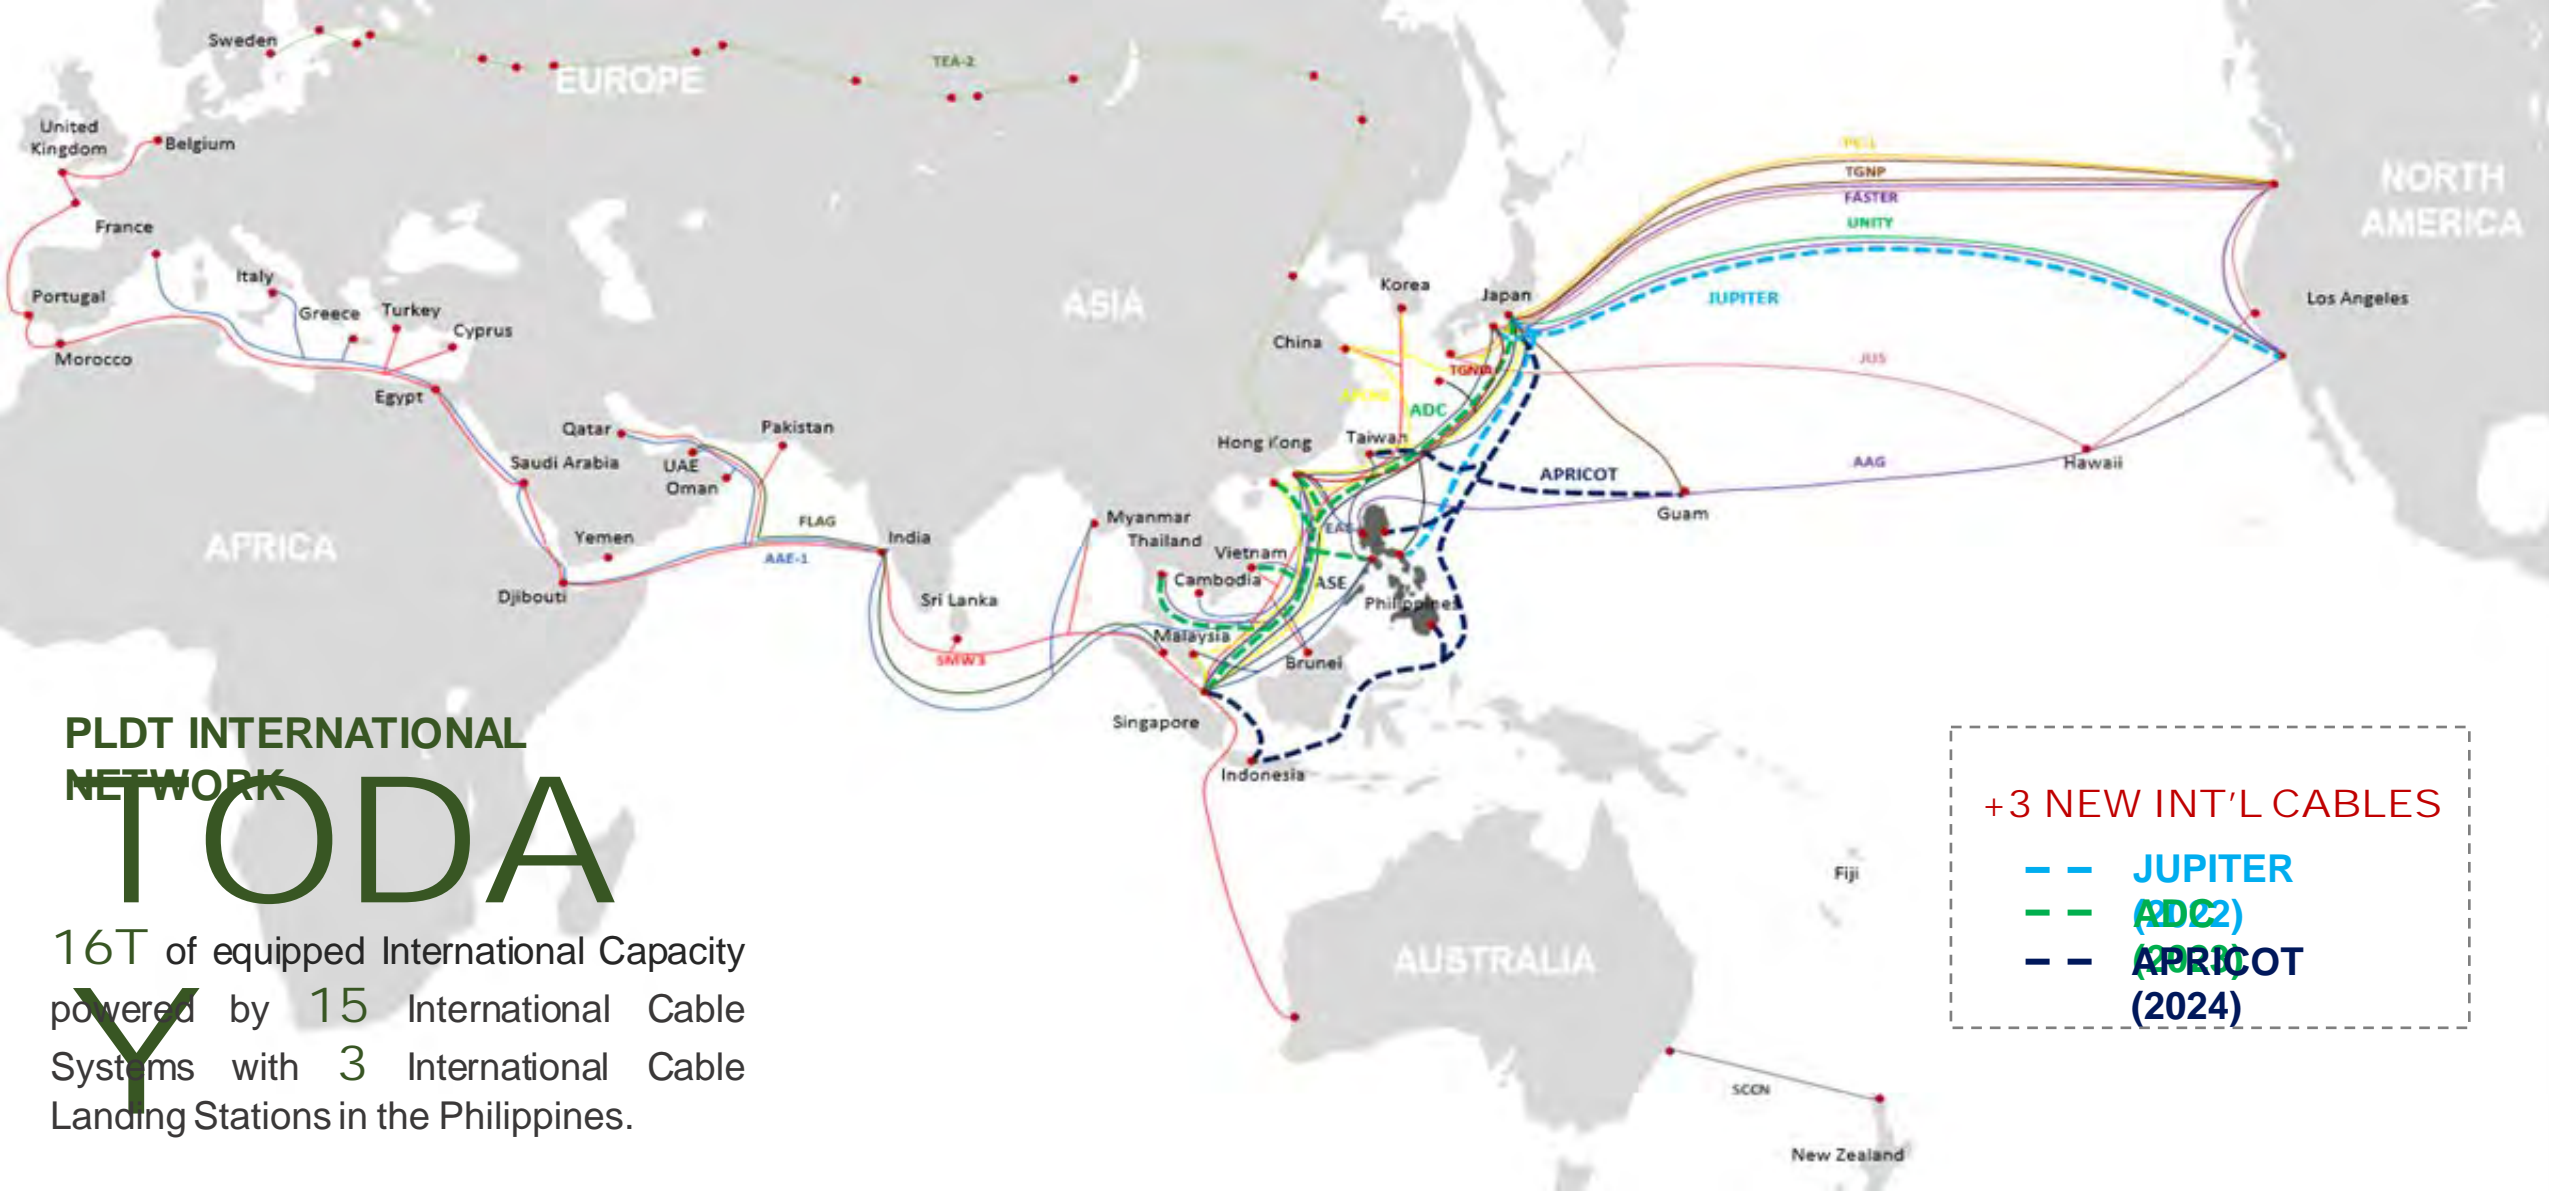 Sweden
EUROPE
TEA-2
United
Kingdom
Belgium
France
Italy
Portugal
Greece
Turkey
Cyprus
Morocco
Egypt
ASIA
Korea
Japan
China
TGNIA
ADC
PC-1
TGNP
FASTER
UNITY
JUPITER
NORTH
AMERICA
Los Angeles
JUS
Qatar
Pakistan
Hong Kong
Taiwan
Saudi Arabia
UAE
Oman
APRICOT
AAG
Hawaii
Guam
AFRICA
Yemen
FLAG
AAE-1
India
Myanmar
Thailand
Vietnam
Cambodia
EAC
ASE
Djibouti
Sri Lanka
Philippines
SMW3
Malaysia
Brunei
Singapore
Indonesia
PLDT INTERNATIONAL
NETWORK
TODA
Y
16T of equipped International Capacity
powered by 15 International Cable
Systems with 3 International Cable
Landing Stations in the Philippines.
+3 NEW INT'L CABLES
JUPITER
(2022)
ADC
(2023)
APRICOT
(2024)
Fiji
AUSTRALIA
SCCN
New Zealand